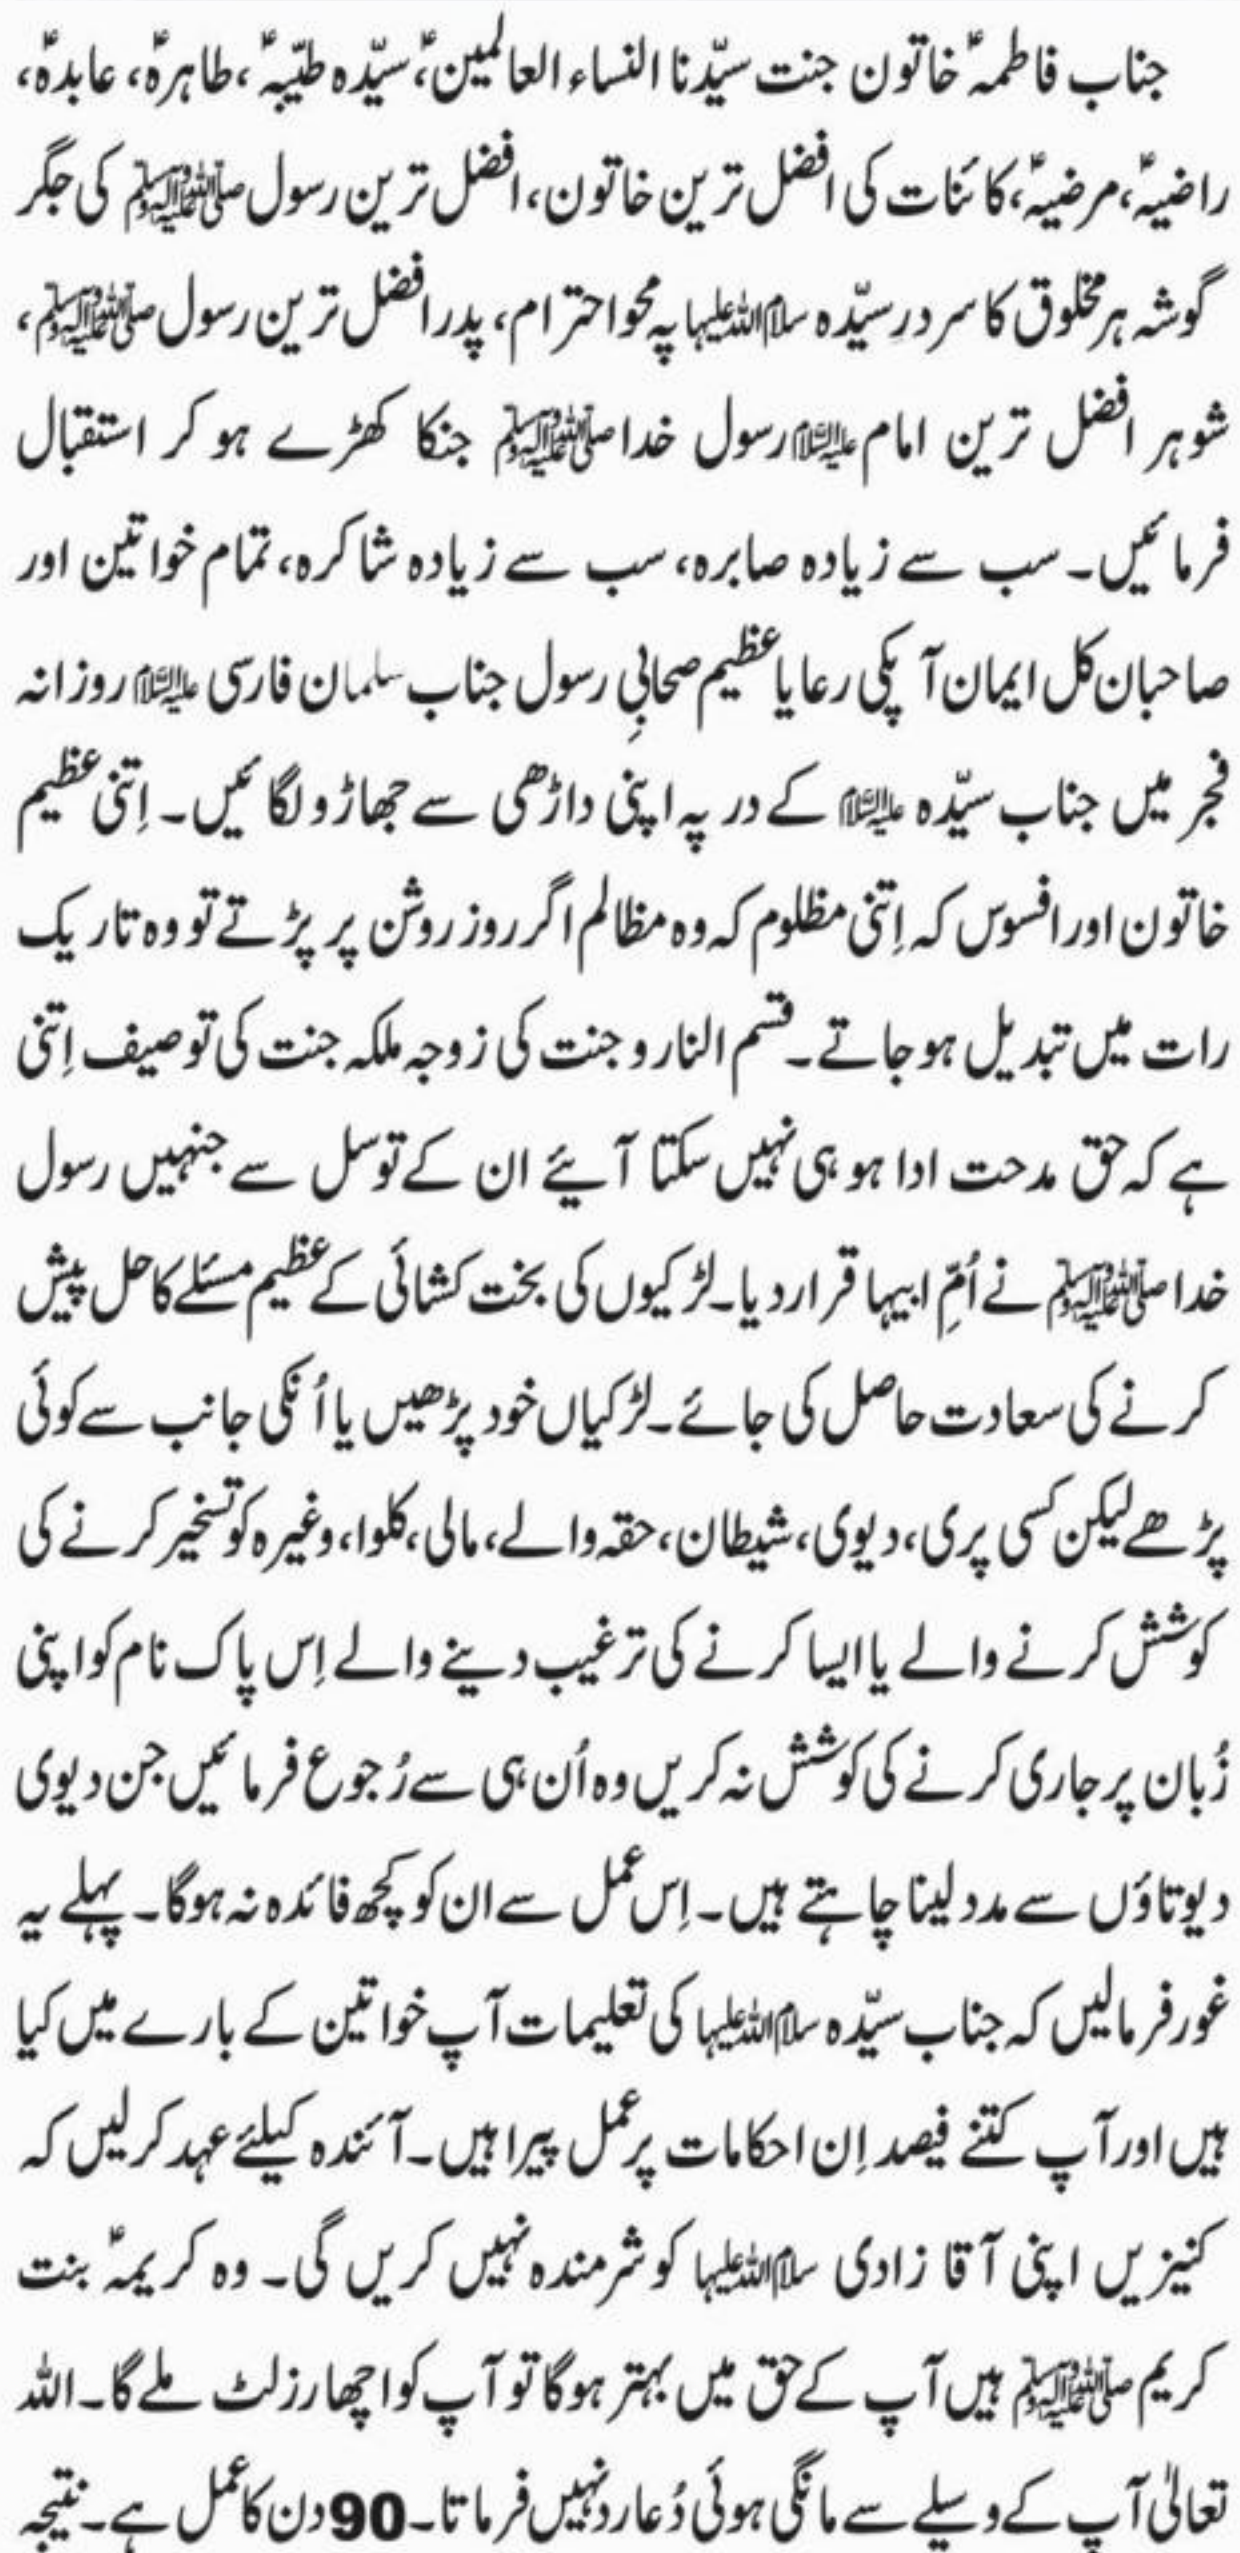 جناب فاطمہؑ خاتون جنت سیّدنا النساء العالمینؑ، سیّدہ طیّبہؑ، طاہرہؑ، عابدہؑ،
راضیہؑ، مرضیہؑ، کائنات کی افضل ترین خاتون، افضل ترین رسول صلی اللہ علیہ وآلہ وسلم کی جگر
گوشہ ہر مخلوق کا سر در سیّدہ سلام اللہ علیہا پہ محو احترام، پدر افضل ترین رسول صلی اللہ علیہ وآلہ وسلم،
شوہر افضل ترین امام علیہ السلام رسول خدا صلی اللہ علیہ وآلہ وسلم جنکا کھڑے ہو کر استقبال
فرمائیں۔ سب سے زیادہ صابرہ، سب سے زیادہ شاکرہ، تمام خواتین اور
صاحبان کل ایمان آپکی رعایا عظیم صحابیِ رسول جناب سلمان فارسی علیہ السلام روزانہ
فجر میں جناب سیّدہ علیہ السلام کے در پہ اپنی داڑھی سے جھاڑو لگائیں۔ اِتنی عظیم
خاتون اور افسوس کہ اِتنی مظلوم کہ وہ مظالم اگر روز روشن پر پڑتے تو وہ تاریک
رات میں تبدیل ہو جاتے۔ قسم النار و جنت کی زوجہ ملکہ جنت کی توصیف اِتنی
ہے کہ حق مدحت ادا ہو ہی نہیں سکتا آیئے ان کے توسل سے جنہیں رسول
خدا صلی اللہ علیہ وآلہ وسلم نے اُمِّ ابیہا قرار دیا۔ لڑکیوں کی بخت کشائی کے عظیم مسئلے کا حل پیش
کرنے کی سعادت حاصل کی جائے۔ لڑکیاں خود پڑھیں یا اُنکی جانب سے کوئی
پڑھے لیکن کسی پری، دیوی، شیطان، حقہ والے، مالی، کلوا، وغیرہ کو تسخیر کرنے کی
کوشش کرنے والے یا ایسا کرنے کی ترغیب دینے والے اِس پاک نام کو اپنی
زُبان پر جاری کرنے کی کوشش نہ کریں وہ اُن ہی سے رُجوع فرمائیں جن دیوی
دیوتاؤں سے مدد لینا چاہتے ہیں۔ اِس عمل سے ان کو کچھ فائدہ نہ ہوگا۔ پہلے یہ
غور فرمالیں کہ جناب سیّدہ سلام اللہ علیہا کی تعلیمات آپ خواتین کے بارے میں کیا
ہیں اور آپ کتنے فیصد اِن احکامات پر عمل پیرا ہیں۔ آئندہ کیلئے عہد کرلیں کہ
کنیزیں اپنی آقا زادی سلام اللہ علیہا کو شرمندہ نہیں کریں گی۔ وہ کریمہؑ بنت
کریم صلی اللہ علیہ وآلہ وسلم ہیں آپ کے حق میں بہتر ہوگا تو آپ کو اچھا رزلٹ ملے گا۔ اللہ
تعالیٰ آپ کے وسیلے سے مانگی ہوئی دُعا رد نہیں فرماتا۔ 90 دن کا عمل ہے۔ نتیجہ